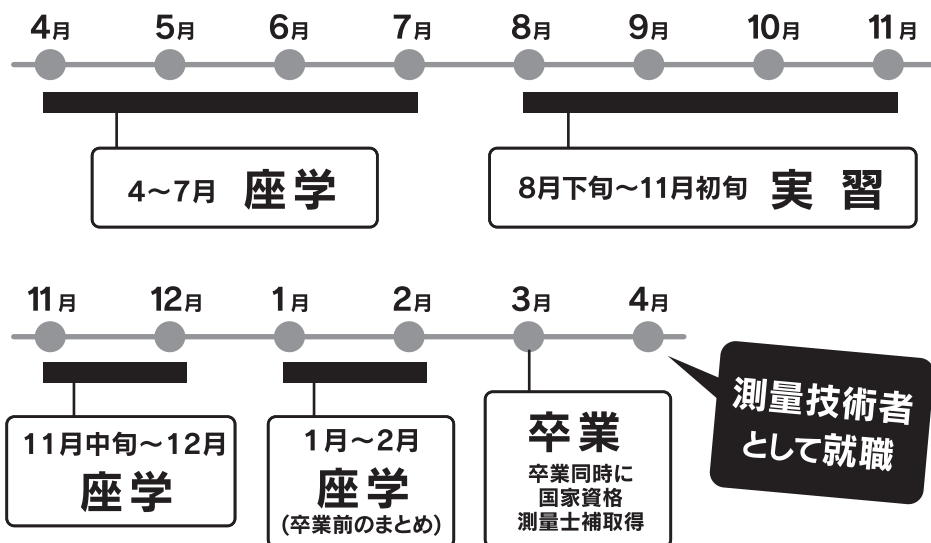 4月 5月 6月 7月 8月 9月 10月 11月
4〜7月 座学
8月下旬〜11月初旬 実習
11月 12月 1月 2月 3月 4月
11月中旬〜12月
座学
1月〜2月
座学
(卒業前のまとめ)
卒業
卒業同時に
国家資格
測量士補取得
測量技術者
として就職